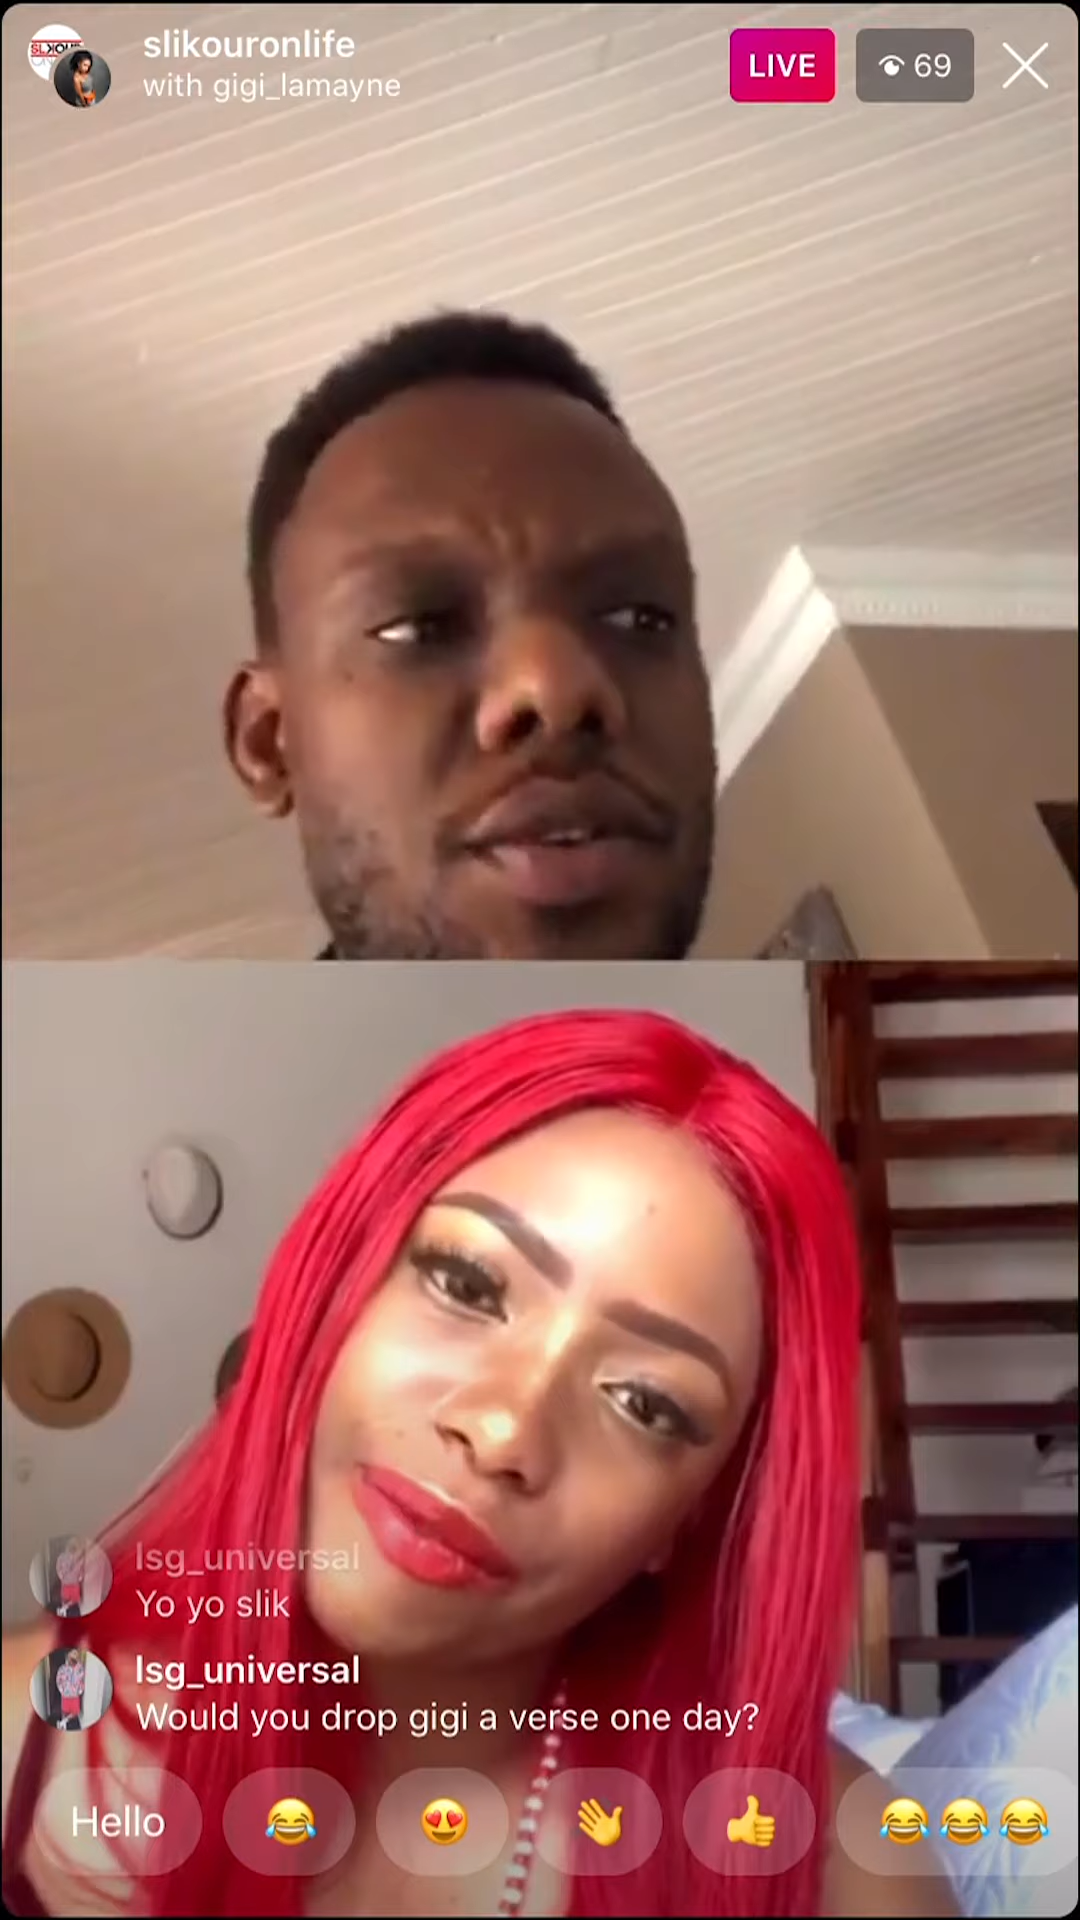 slikouronlife
with gigi_lamayne
LIVE
69
lsg_universal
Yo yo slik
lsg_universal
Would you drop gigi a verse one day?
Hello